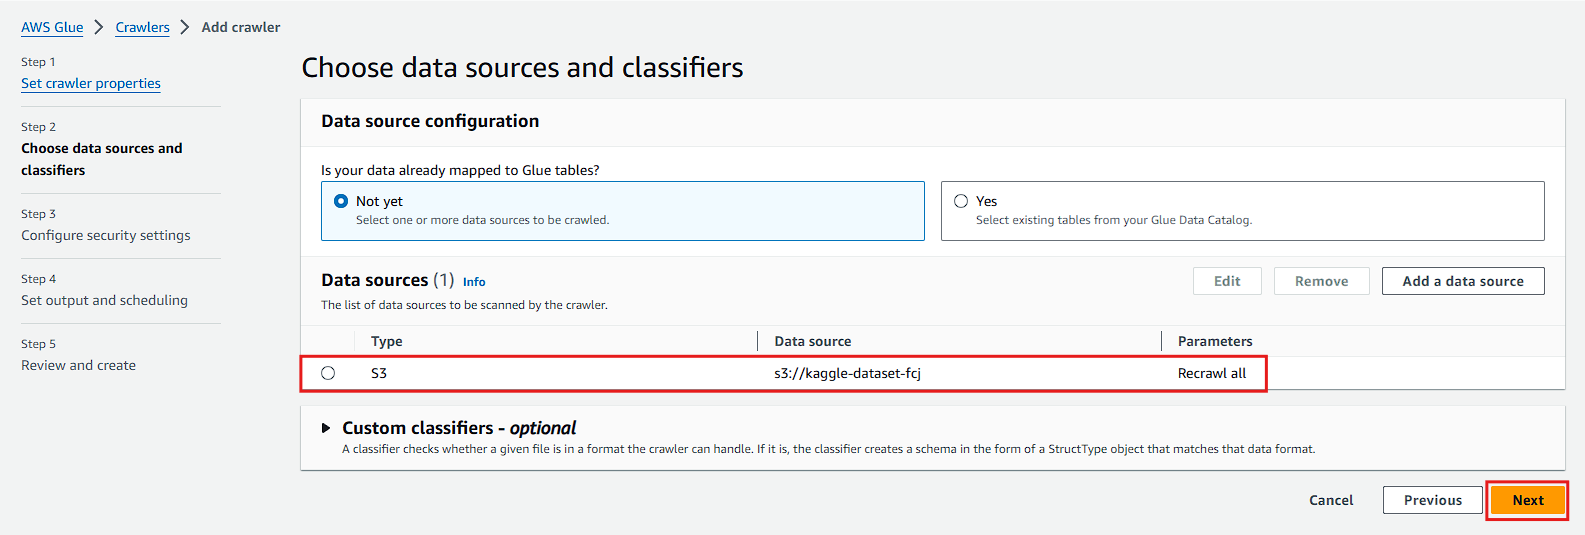 AWS Glue > Crawlers > Add crawler
Step 1
Set crawler properties
Step 2
Choose data sources and
classifiers
Step 3
Configure security settings
Step 4
Set output and scheduling
Step 5
Review and create
Choose data sources and classifiers
Data source configuration
Is your data already mapped to Glue tables?
Not yet
Select one or more data sources to be crawled.
Yes
Select existing tables from your Glue Data Catalog.
Data sources (1) Info
The list of data sources to be scanned by the crawler.
Edit
Remove
Add a data source
Type Data source Parameters
S3 s3://kaggle-dataset-fcj Recrawl all
Custom classifiers - optional
A classifier checks whether a given file is in a format the crawler can handle. If it is, the classifier creates a schema in the form of a StructType object that matches that data format.
Cancel
Previous
Next